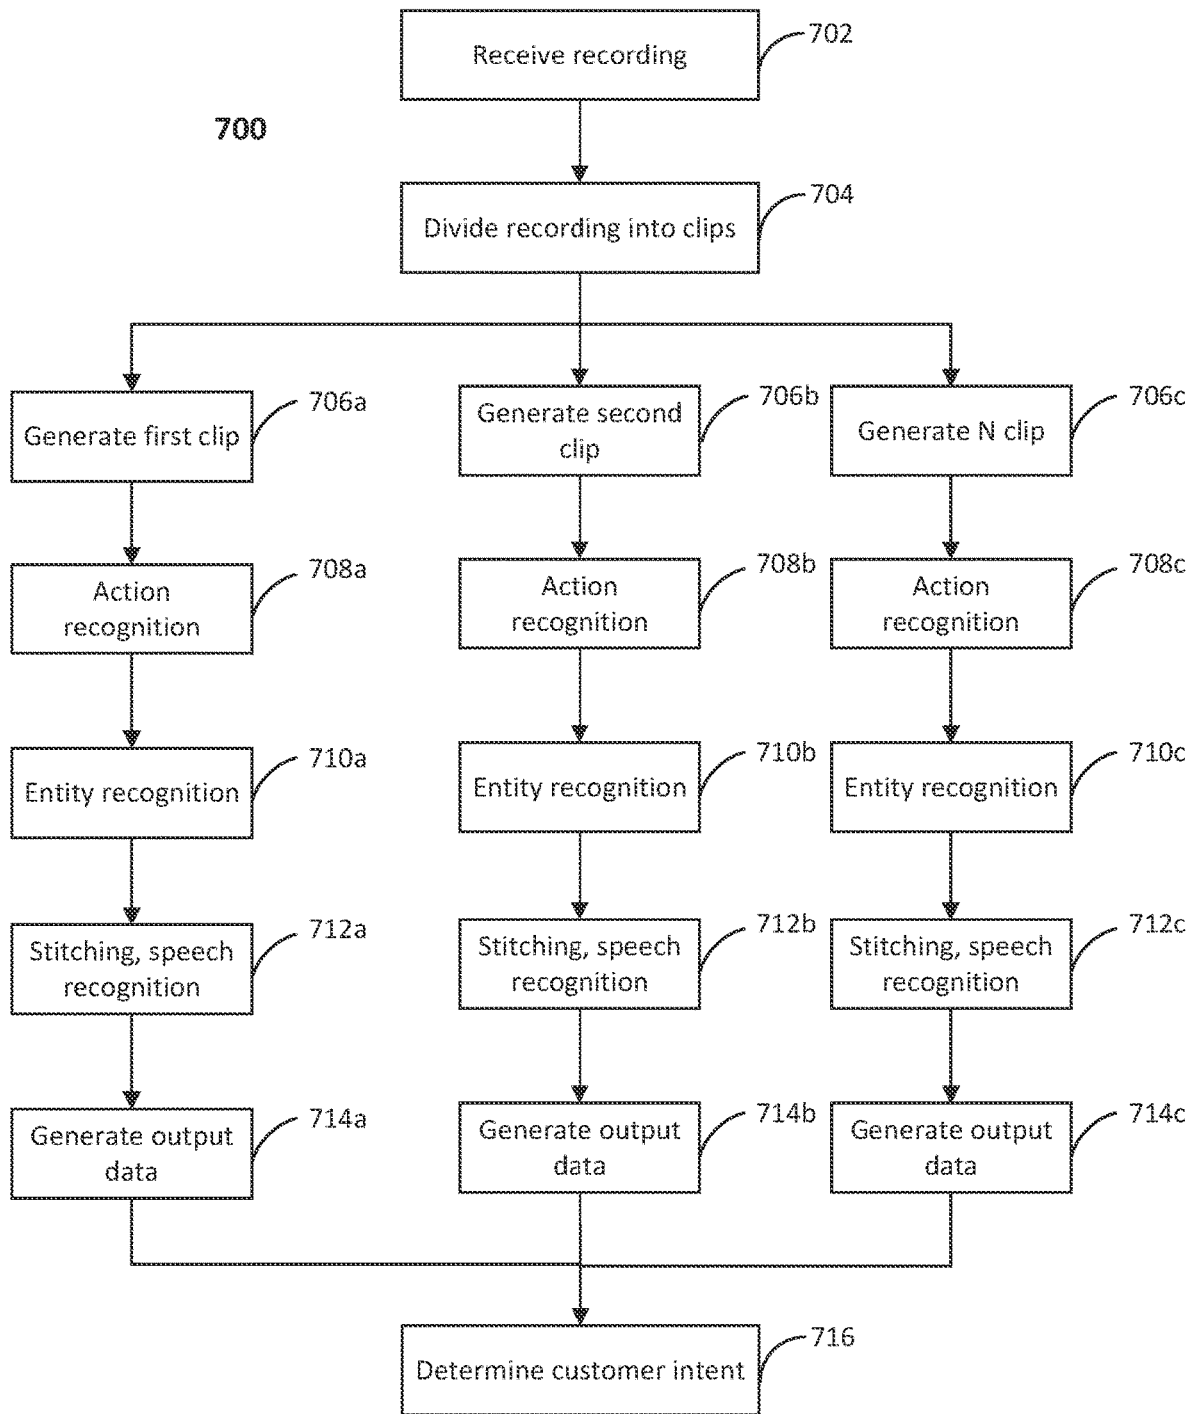 Receive recording
702
700
Divide recording into clips
704
Generate first clip
706a
Generate second
clip
706b
Generate N clip
706c
Action
recognition
708a
Action
recognition
708b
Action
recognition
708c
Entity recognition
710a
Entity recognition
710b
Entity recognition
710c
Stitching, speech
recognition
712a
Stitching, speech
recognition
712b
Stitching, speech
recognition
712c
Generate output
data
714a
Generate output
data
714b
Generate output
data
714c
Determine customer intent
716